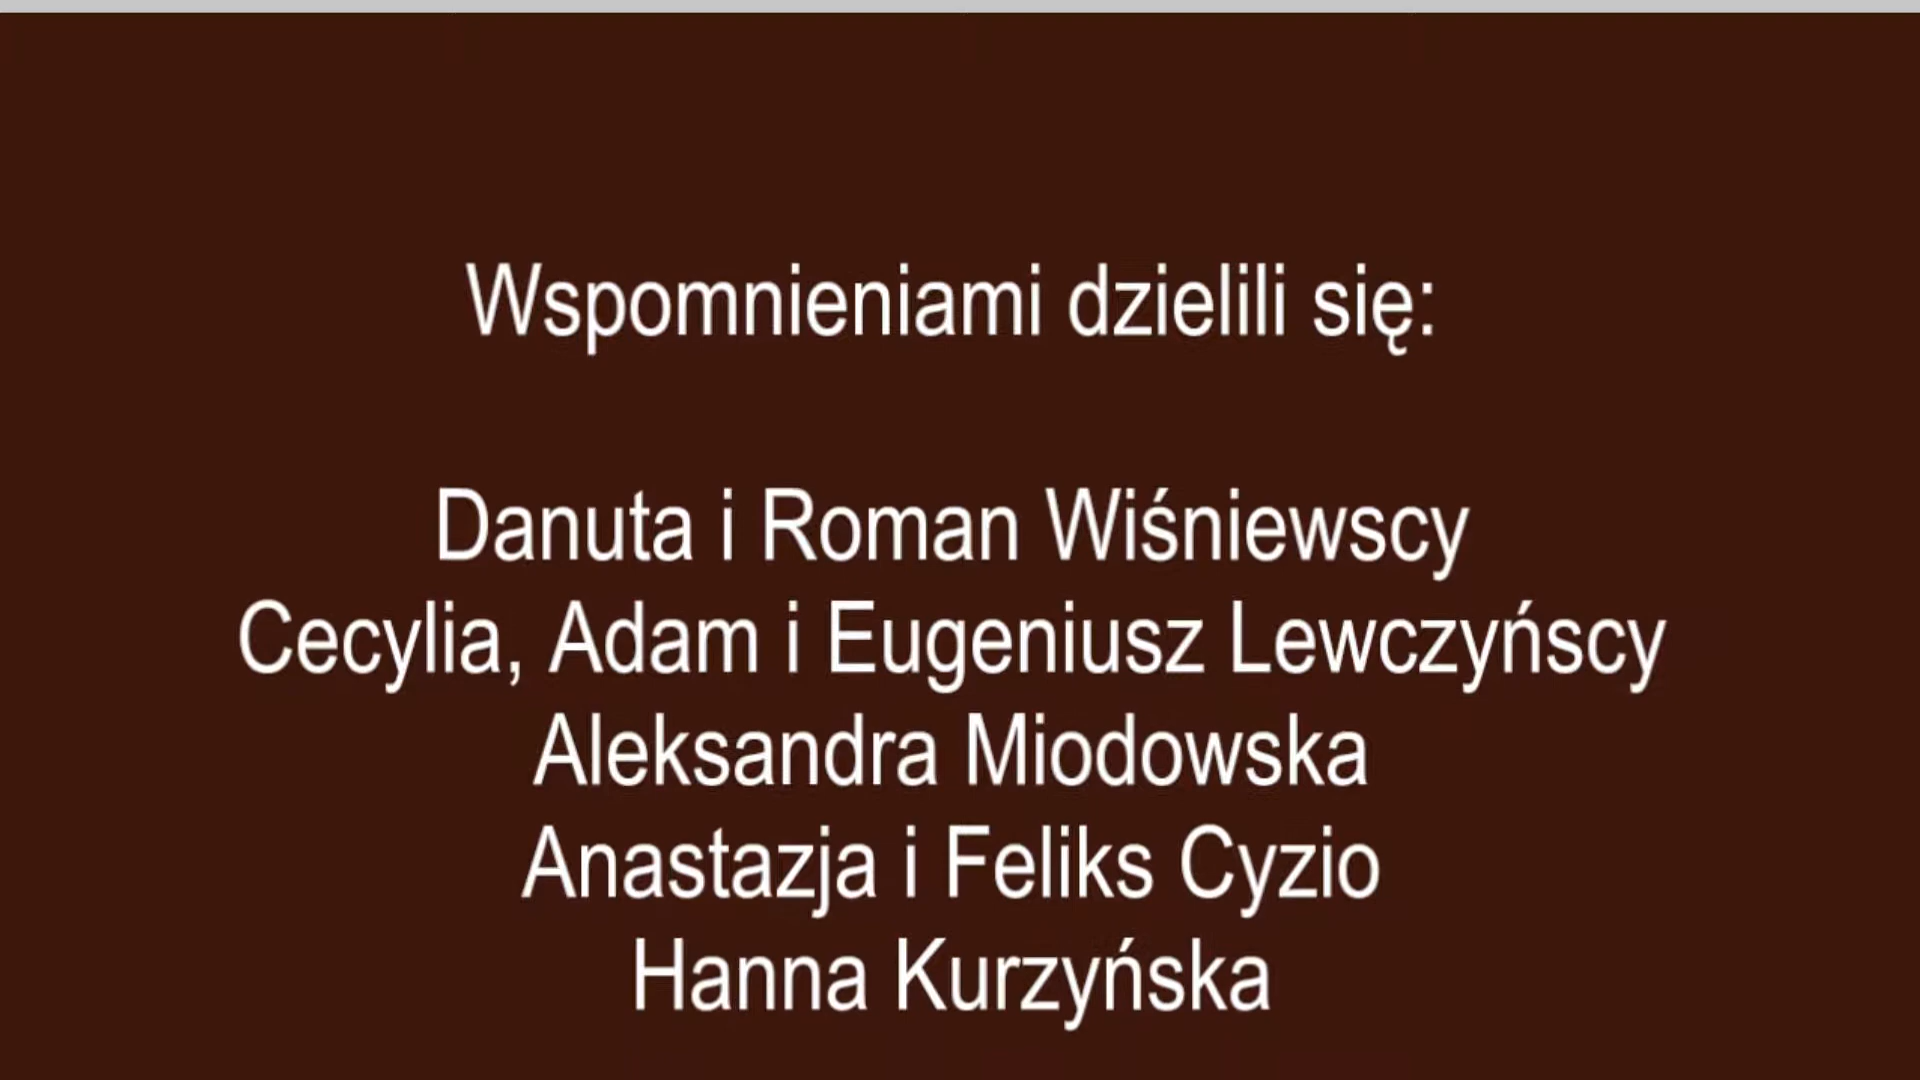 Wspomnieniami dzielili się:
Danuta i Roman Wiśniewscy
Cecylia, Adam i Eugeniusz Lewczyńscy
Aleksandra Miodowska
Anastazja i Feliks Cyzio
Hanna Kurzyńska